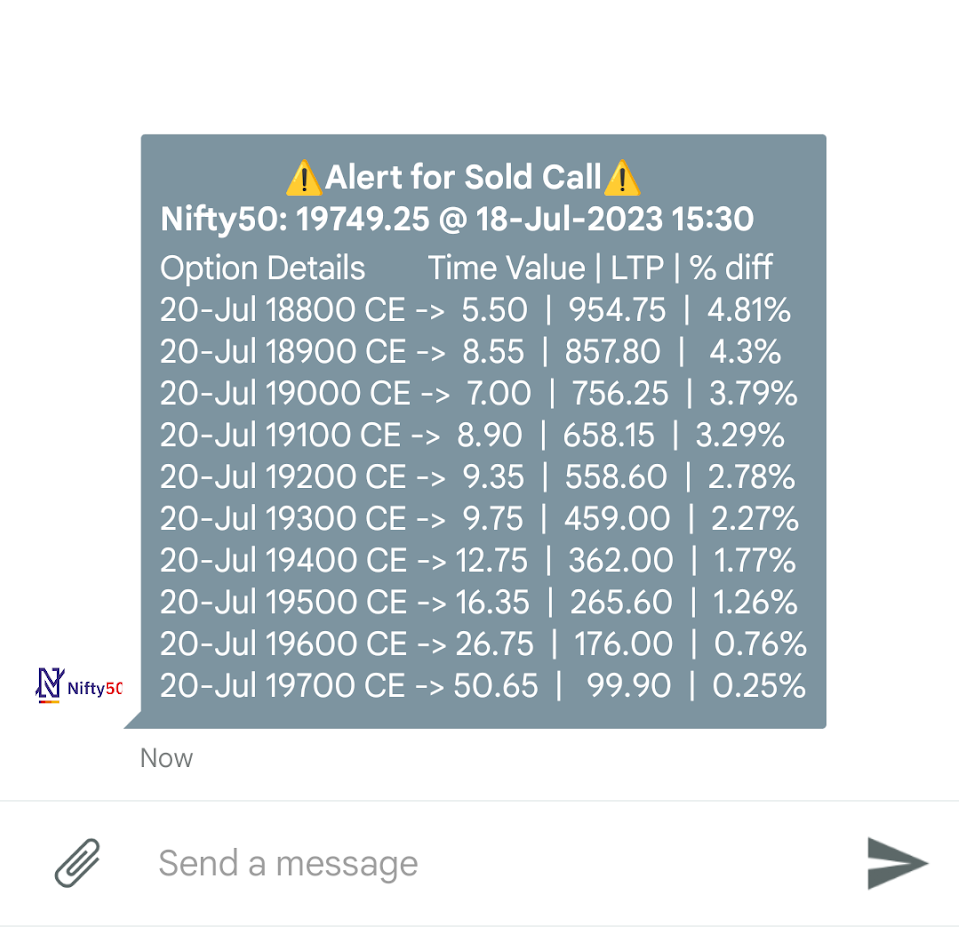 ⚠️Alert for Sold Call⚠️
Nifty50: 19749.25 @ 18-Jul-2023 15:30
Option Details Time Value | LTP | % diff
20-Jul 18800 CE -> 5.50 | 954.75 | 4.81%
20-Jul 18900 CE -> 8.55 | 857.80 | 4.3%
20-Jul 19000 CE -> 7.00 | 756.25 | 3.79%
20-Jul 19100 CE -> 8.90 | 658.15 | 3.29%
20-Jul 19200 CE -> 9.35 | 558.60 | 2.78%
20-Jul 19300 CE -> 9.75 | 459.00 | 2.27%
20-Jul 19400 CE -> 12.75 | 362.00 | 1.77%
20-Jul 19500 CE -> 16.35 | 265.60 | 1.26%
20-Jul 19600 CE -> 26.75 | 176.00 | 0.76%
20-Jul 19700 CE -> 50.65 | 99.90 | 0.25%
Nifty50
Now
Send a message